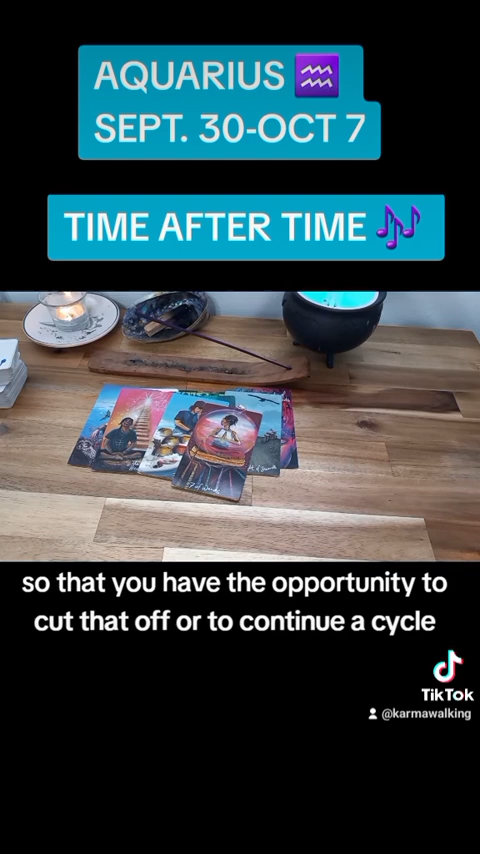 AQUARIUS ♒
SEPT. 30-OCT 7
TIME AFTER TIME 🎶
so that you have the opportunity to
cut that off or to continue a cycle
TikTok
@karmawalking